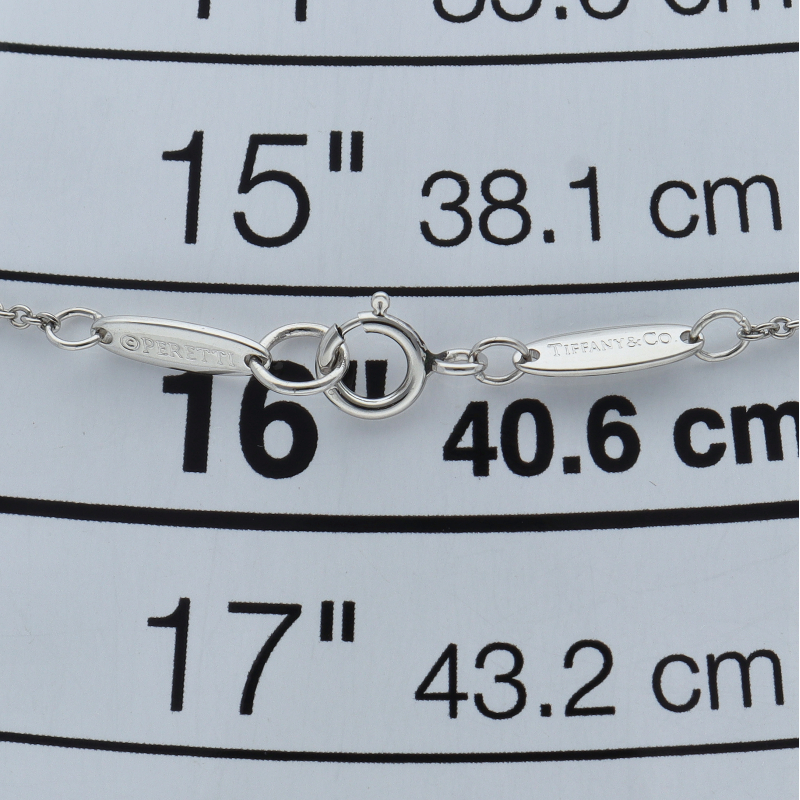 15" 38.1 cm
©PERETTI
TIFFANY&CO.
16" 40.6 cm
17" 43.2 cm